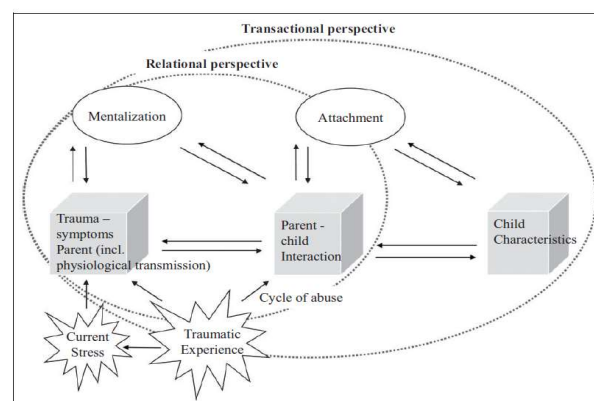 Transactional perspective
Relational perspective
Mentalization
Attachment
Trauma –
symptoms
Parent (incl.
physiological transmission)
Parent -
child
Interaction
Child
Characteristics
Cycle of abuse
Current
Stress
Traumatic
Experience